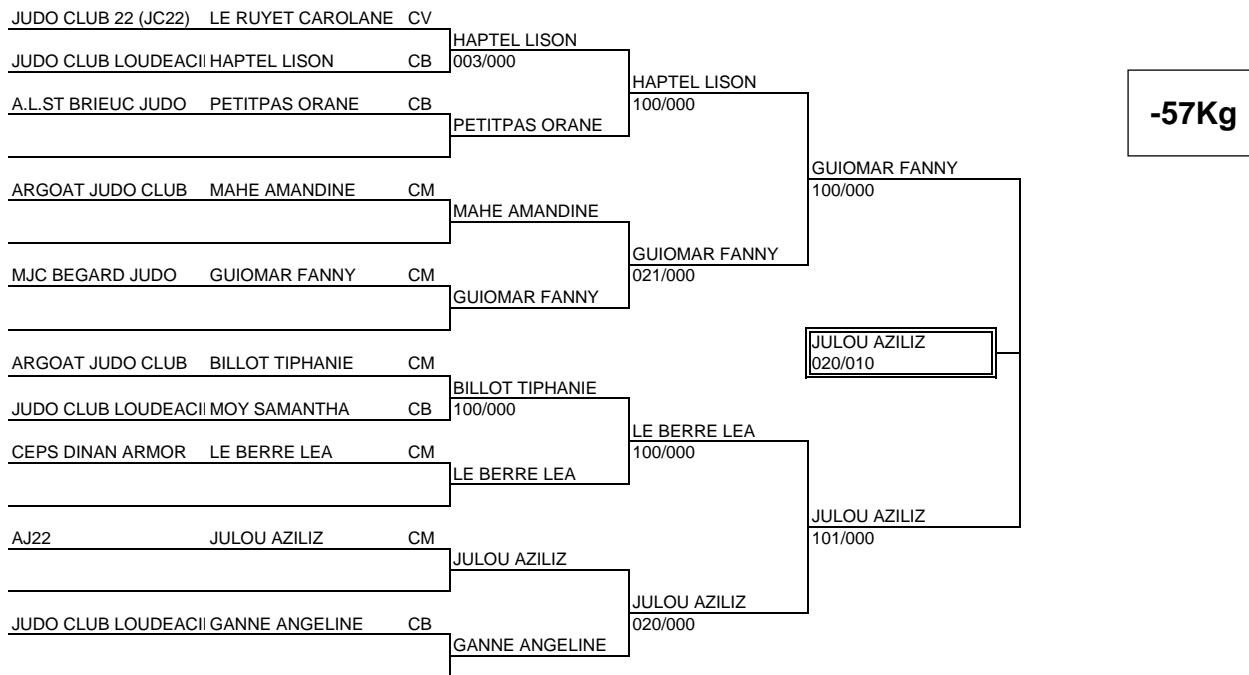 JUDO CLUB 22 (JC22) LE RUYET CAROLANE CV
HAPTEL LISON
JUDO CLUB LOUDEACII HAPTEL LISON CB 003/000
HAPTEL LISON
A.L.ST BRIEUC JUDO PETITPAS ORANE CB 100/000
-57Kg
PETITPAS ORANE
GUIOMAR FANNY
ARGOAT JUDO CLUB MAHE AMANDINE CM 100/000
MAHE AMANDINE
GUIOMAR FANNY
MJC BEGARD JUDO GUIOMAR FANNY CM 021/000
GUIOMAR FANNY
JULOU AZILIZ
ARGOAT JUDO CLUB BILLOT TIPHANIE CM 020/010
BILLOT TIPHANIE
JUDO CLUB LOUDEACII MOY SAMANTHA CB 100/000
LE BERRE LEA
CEPS DINAN ARMOR LE BERRE LEA CM 100/000
LE BERRE LEA
JULOU AZILIZ
AJ22 JULOU AZILIZ CM 101/000
JULOU AZILIZ
JULOU AZILIZ
JUDO CLUB LOUDEACII GANNE ANGELINE CB 020/000
GANNE ANGELINE